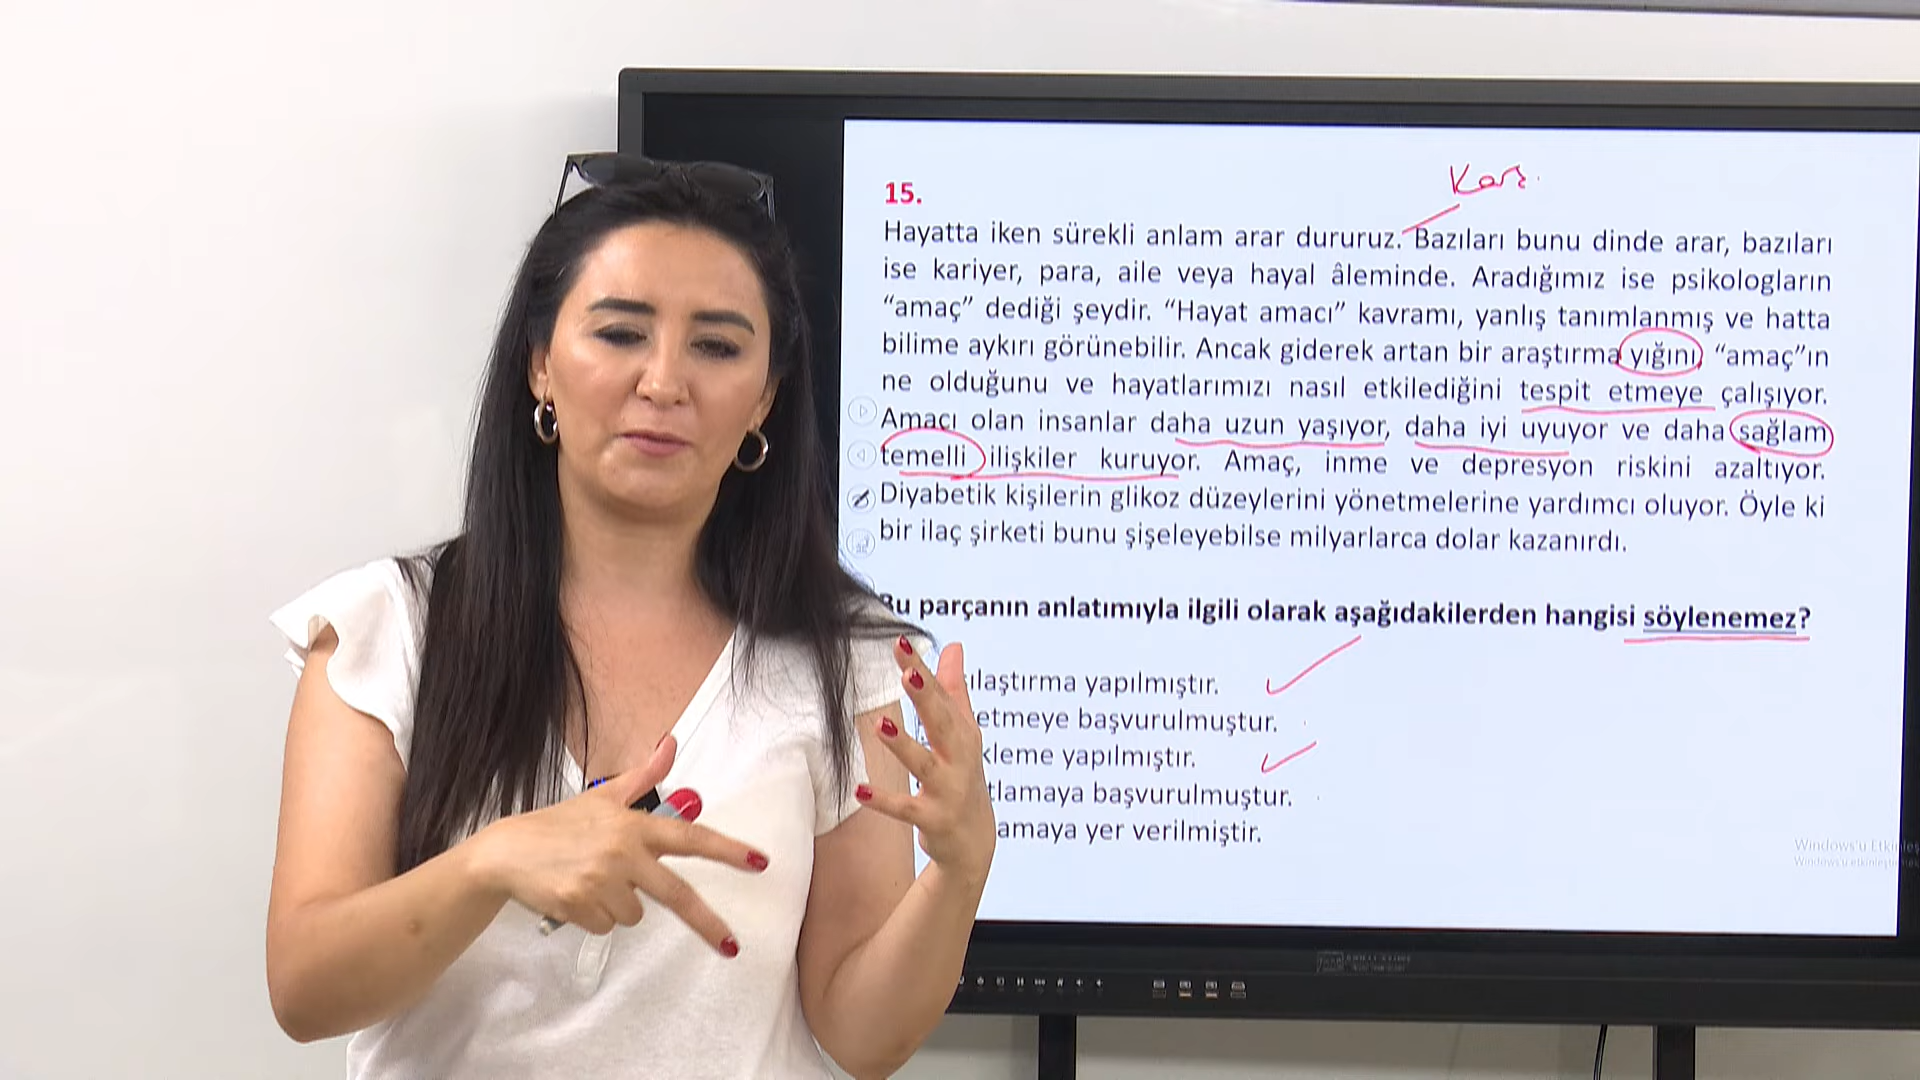 Karş.
15.
Hayatta iken sürekli anlam arar dururuz. Bazıları bunu dinde arar, bazıları
ise kariyer, para, aile veya hayal âleminde. Aradığımız ise psikologların
“amaç” dediği şeydir. “Hayat amacı” kavramı, yanlış tanımlanmış ve hatta
bilime aykırı görünebilir. Ancak giderek artan bir araştırma yığını, “amaç”ın
ne olduğunu ve hayatlarımızı nasıl etkilediğini tespit etmeye çalışıyor.
Amacı olan insanlar daha uzun yaşıyor, daha iyi uyuyor ve daha sağlam
temelli ilişkiler kuruyor. Amaç, inme ve depresyon riskini azaltıyor.
Diyabetik kişilerin glikoz düzeylerini yönetmelerine yardımcı oluyor. Öyle ki
bir ilaç şirketi bunu şişeleyebilse milyarlarca dolar kazanırdı.
Bu parçanın anlatımıyla ilgili olarak aşağıdakilerden hangisi söylenemez?
ılaştırma yapılmıştır.
etmeye başvurulmuştur.
kleme yapılmıştır.
tlamaya başvurulmuştur.
amaya yer verilmiştir.
Windows'u Etkinleş